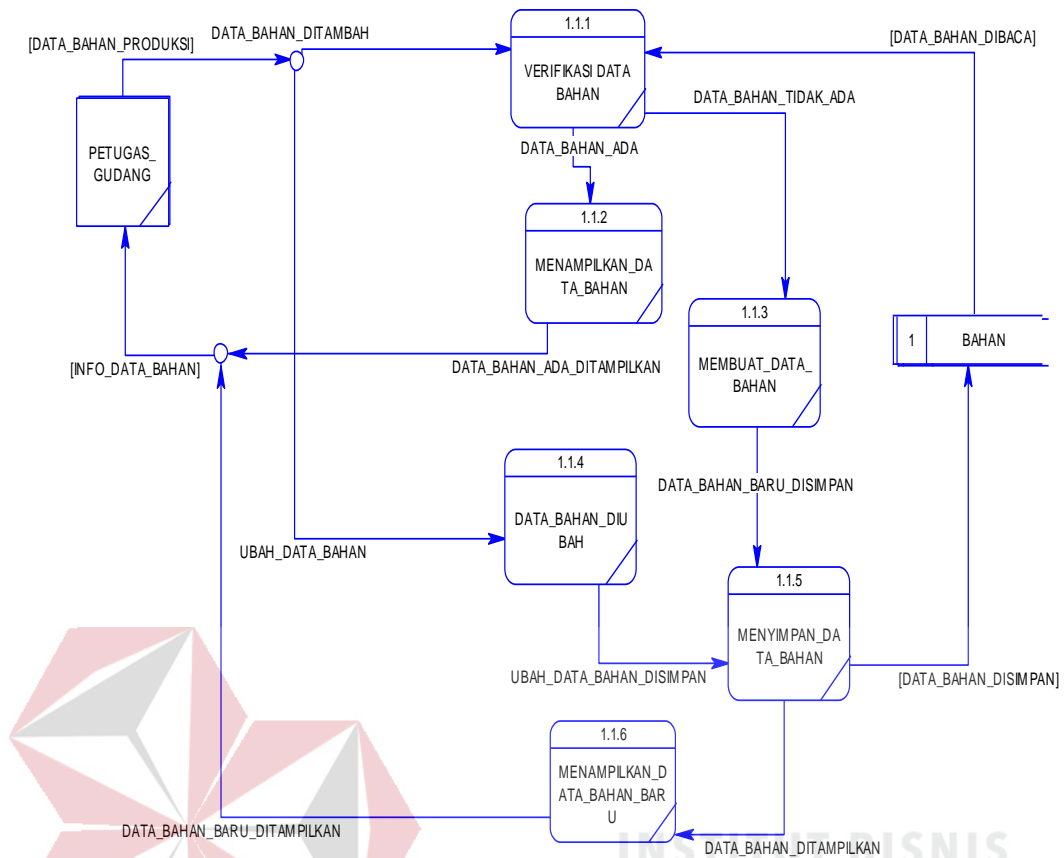 [DATA_BAHAN_PRODUKSI]
DATA_BAHAN_DITAMBAH
1.1.1
VERIFIKASI DATA
BAHAN
[DATA_BAHAN_DIBACA]
DATA_BAHAN_TIDAK_ADA
PETUGAS_
GUDANG
DATA_BAHAN_ADA
1.1.2
MENAMPILKAN_DA
TA_BAHAN
1.1.3
MEMBUAT_DATA_
BAHAN
1
BAHAN
[INFO_DATA_BAHAN]
DATA_BAHAN_ADA_DITAMPILKAN
1.1.4
DATA_BAHAN_DIU
BAH
DATA_BAHAN_BARU_DISIMPAN
UBAH_DATA_BAHAN
1.1.5
MENYIMPAN_DA
TA_BAHAN
UBAH_DATA_BAHAN_DISIMPAN
[DATA_BAHAN_DISIMPAN]
1.1.6
MENAMPILKAN_D
ATA_BAHAN_BAR
U
DATA_BAHAN_BARU_DITAMPILKAN
DATA_BAHAN_DITAMPILKAN
INSTITUT BISNIS